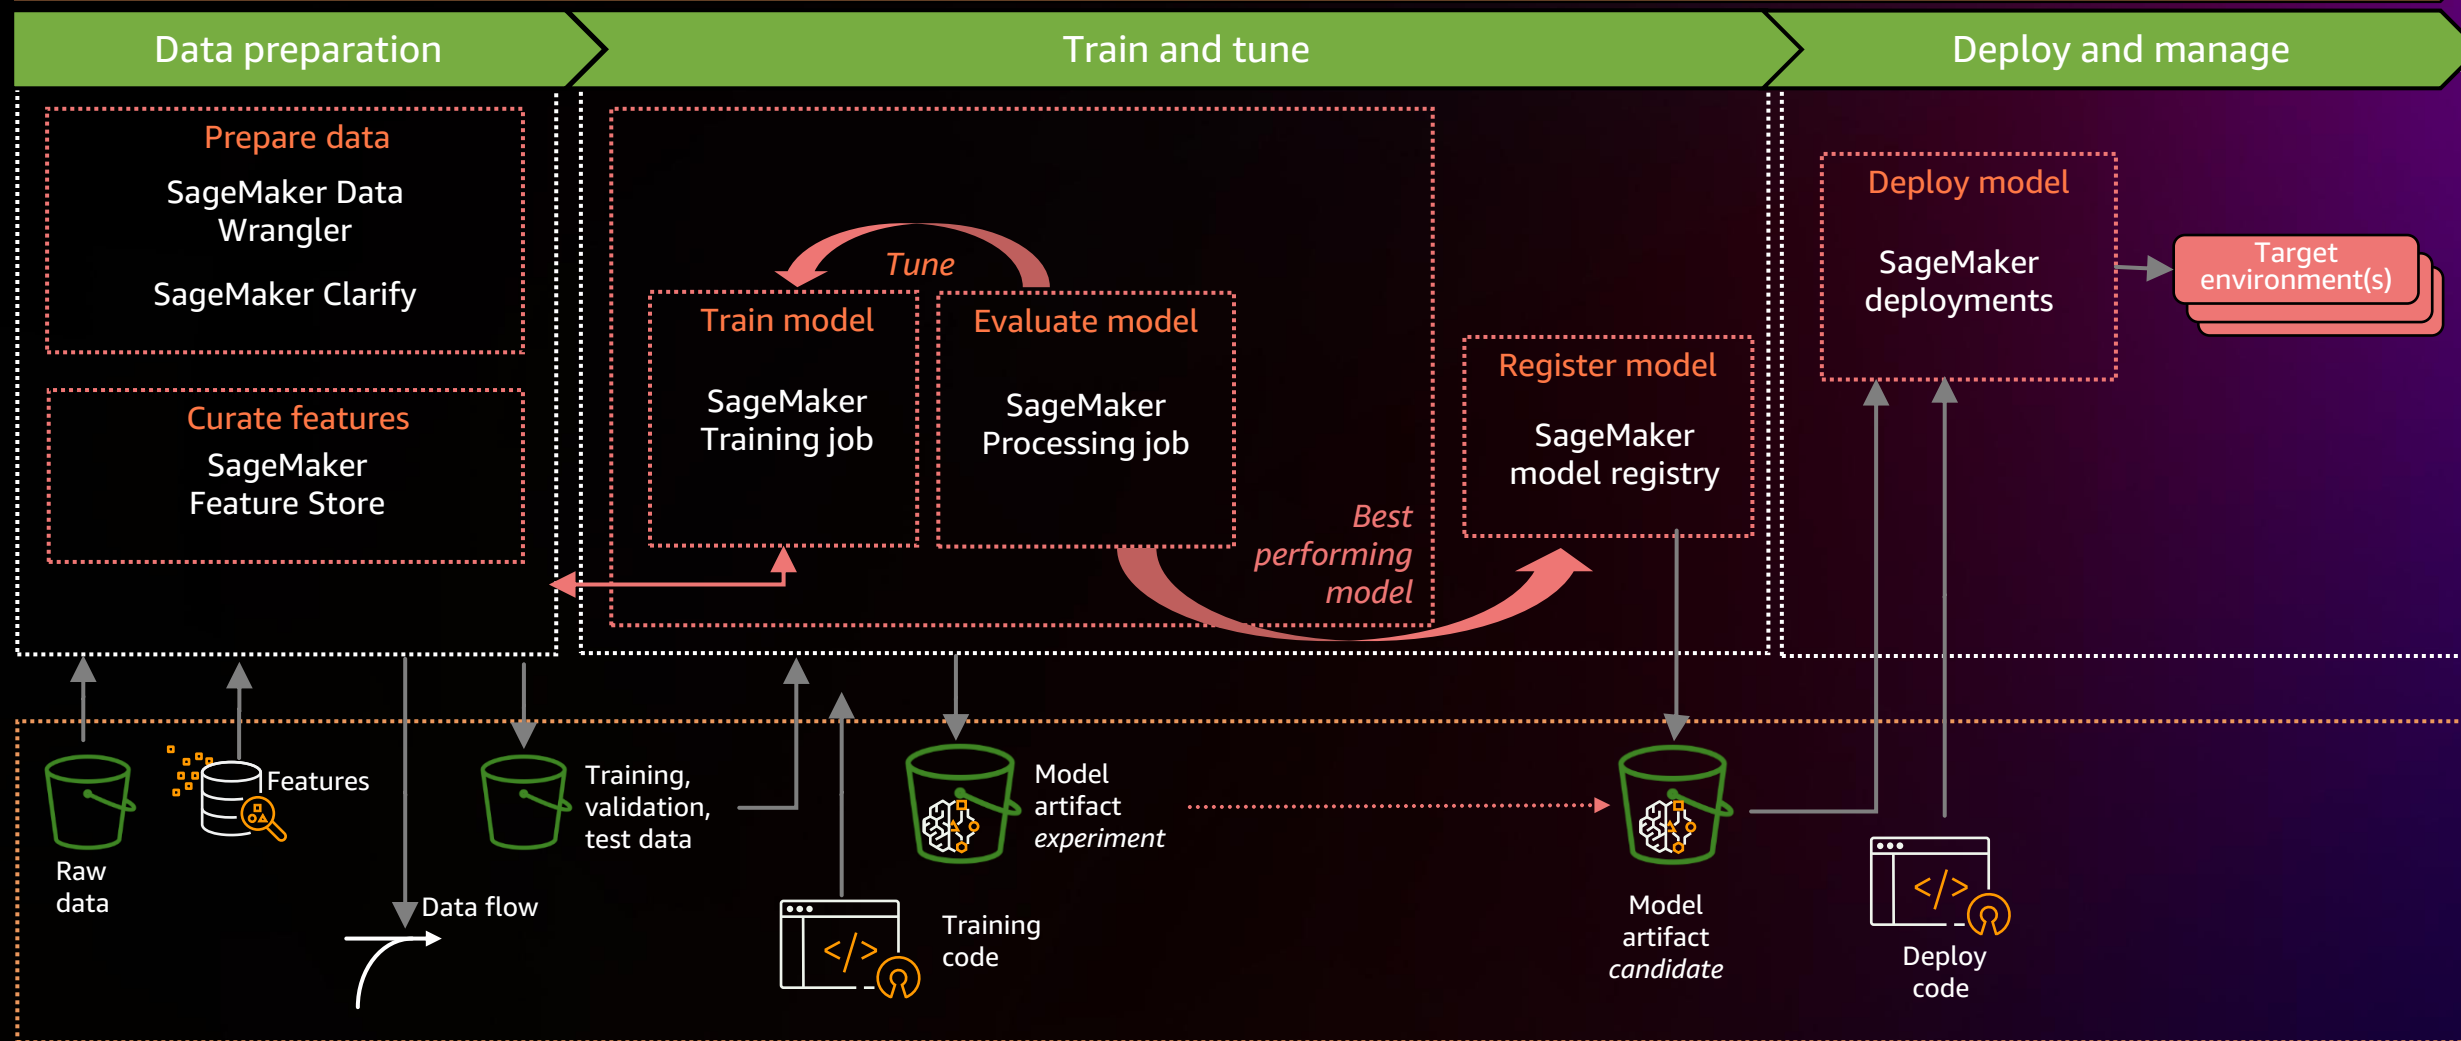 Data preparation
Train and tune
Deploy and manage
Prepare data
SageMaker Data
Wrangler
SageMaker Clarify
Curate features
SageMaker
Feature Store
Tune
Train model
SageMaker
Training job
Evaluate model
SageMaker
Processing job
Best
performing
model
Register model
SageMaker
model registry
Deploy model
SageMaker
deployments
Target
environment(s)
Raw
data
Features
Data flow
Training,
validation,
test data
Training
code
</>
Model
artifact
experiment
Model
artifact
candidate
</>
Deploy
code